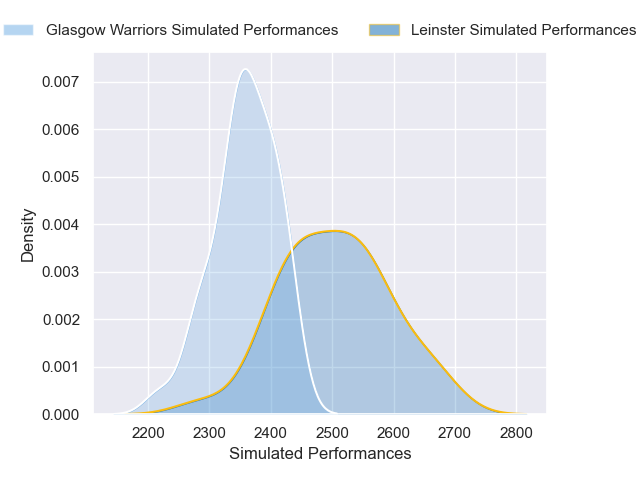 Glasgow Warriors Simulated Performances Leinster Simulated Performances
0.007
0.006
0.005
0.004
0.003
0.002
0.001
0.000
Density
2200 2300 2400 2500 2600 2700 2800
Simulated Performances